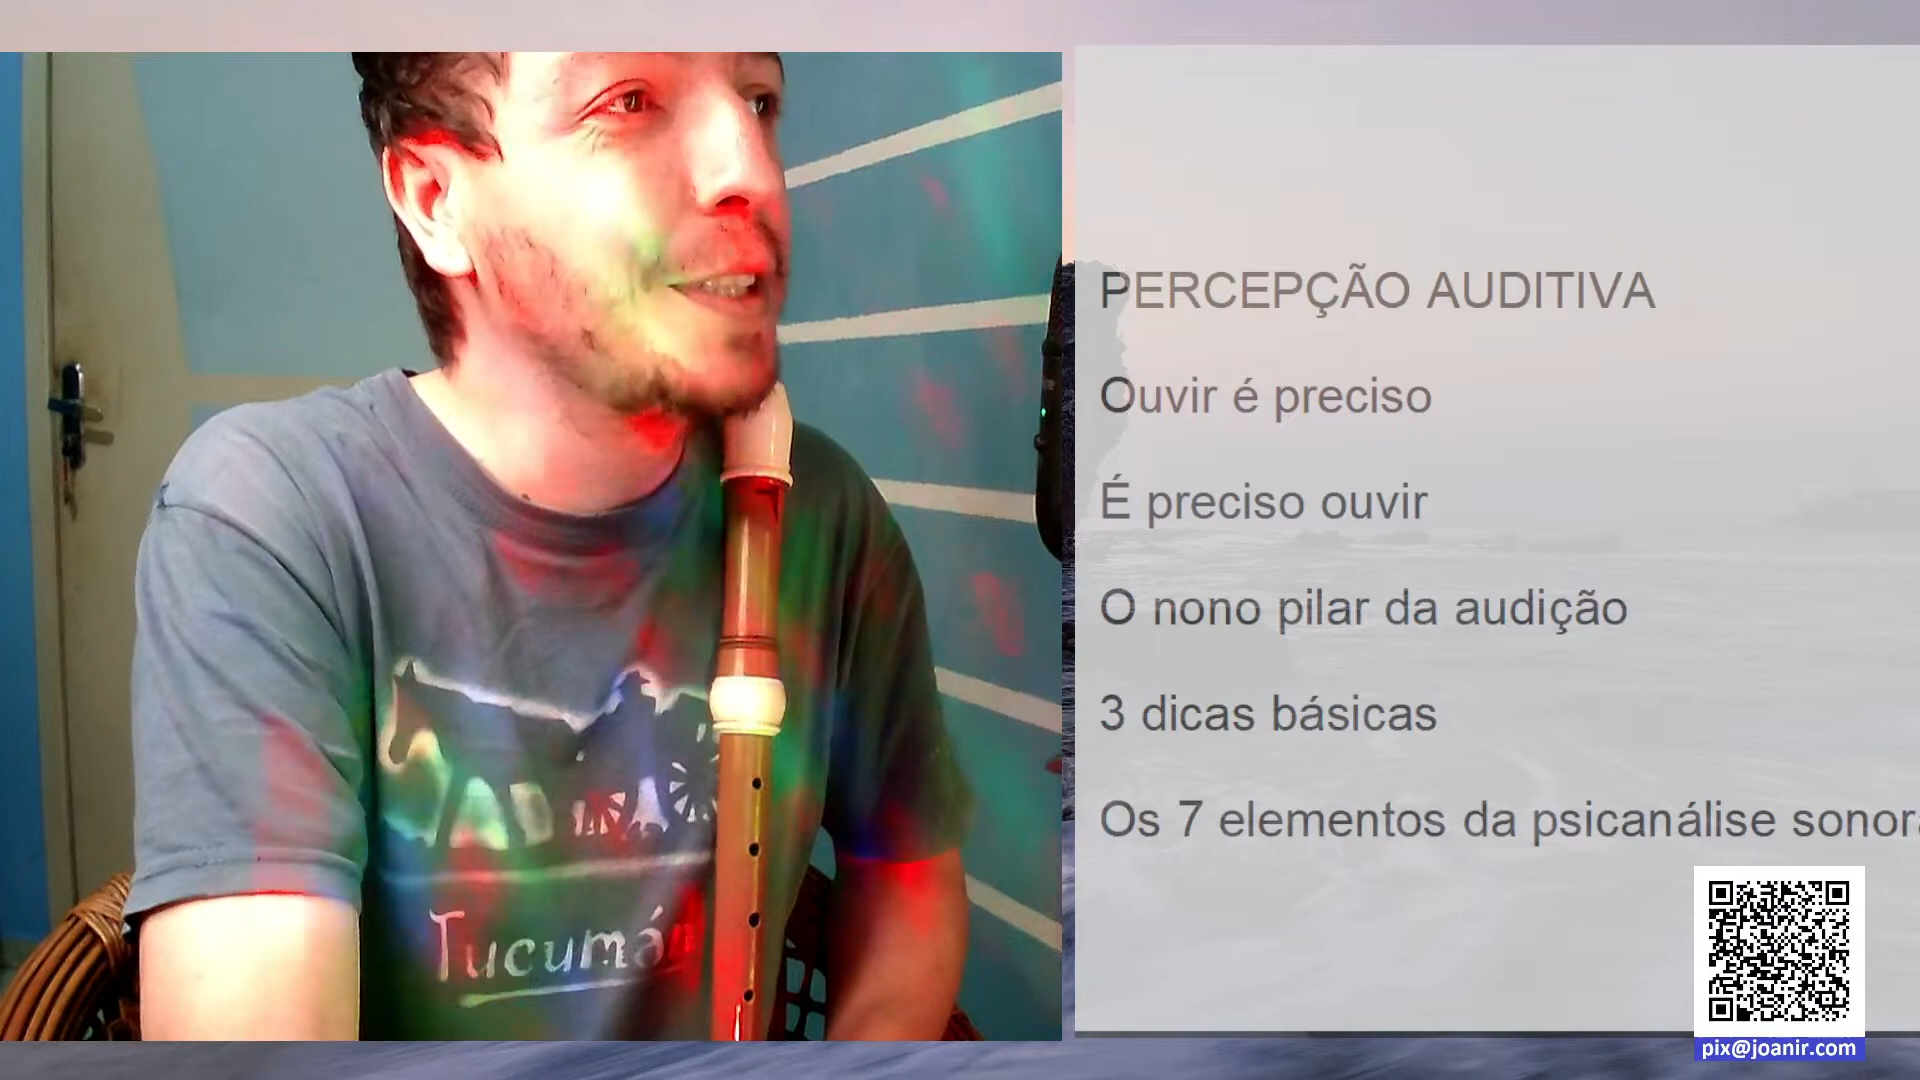 PERCEPÇÃO AUDITIVA
Ouvir é preciso
É preciso ouvir
O nono pilar da audição
3 dicas básicas
Os 7 elementos da psicanálise sonora
Tucumán
pix@joanir.com